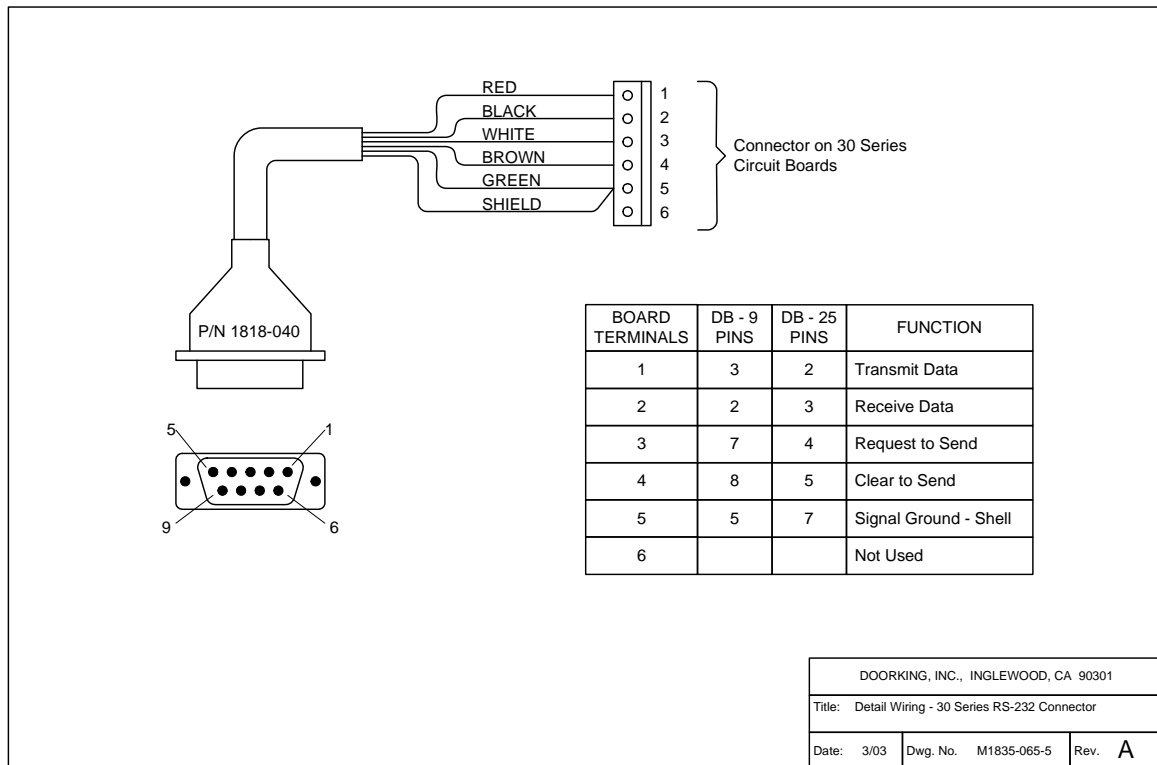 RED
BLACK
WHITE
BROWN
GREEN
SHIELD
1
2
3
4
5
6
Connector on 30 Series
Circuit Boards
P/N 1818-040
5 1
9 6
BOARD TERMINALS DB - 9 PINS DB - 25 PINS FUNCTION
1 3 2 Transmit Data
2 2 3 Receive Data
3 7 4 Request to Send
4 8 5 Clear to Send
5 5 7 Signal Ground - Shell
6 Not Used
DOORKING, INC., INGLEWOOD, CA 90301
Title: Detail Wiring - 30 Series RS-232 Connector
Date: 3/03 Dwg. No. M1835-065-5 Rev. A